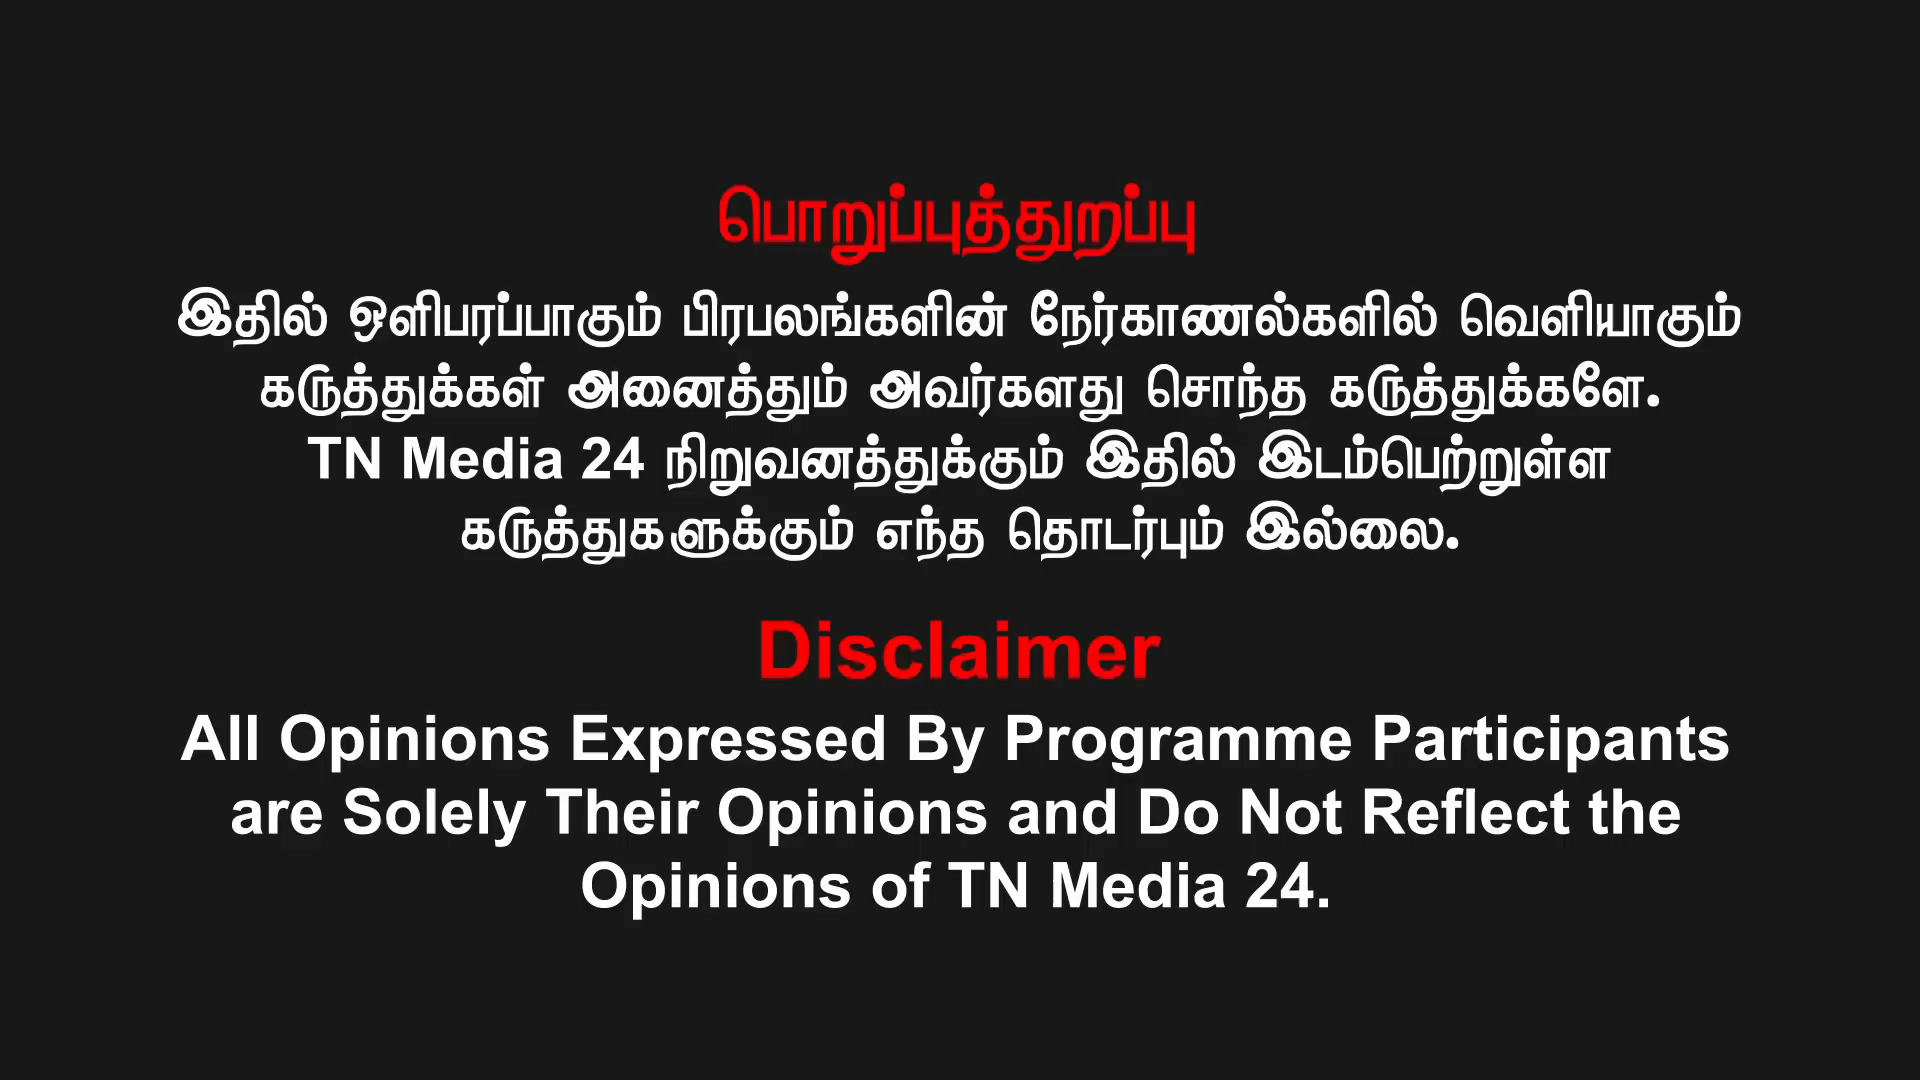 பொறுப்புத்துறப்பு
இதில் ஒளிபரப்பாகும் பிரபலங்களின் நேர்காணல்களில் வெளியாகும்
கருத்துக்கள் அனைத்தும் அவர்களது சொந்த கருத்துக்களே.
TN Media 24 நிறுவனத்துக்கும் இதில் இடம்பெற்றுள்ள
கருத்துகளுக்கும் எந்த தொடர்பும் இல்லை.
Disclaimer
All Opinions Expressed By Programme Participants
are Solely Their Opinions and Do Not Reflect the
Opinions of TN Media 24.